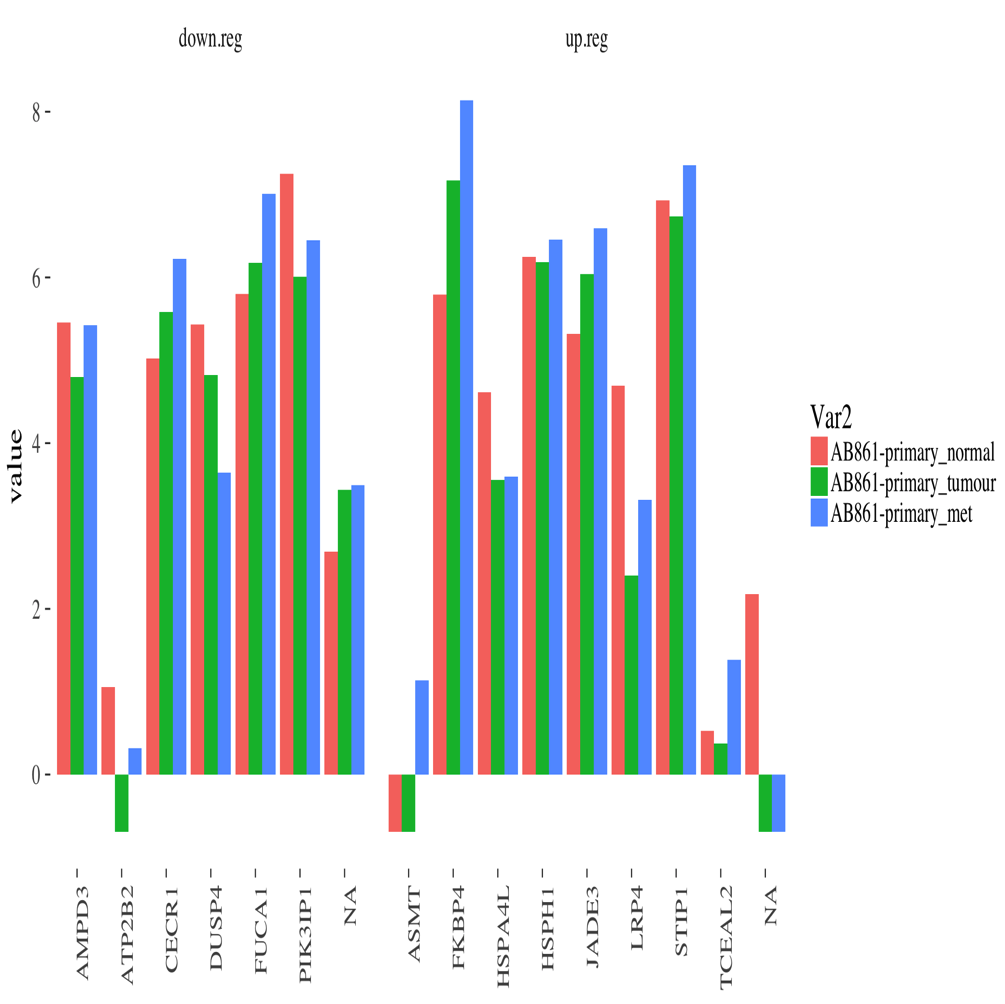 down.reg up.reg
8
6
4
2
0
value
AMPD3
ATP2B2
CECR1
DUSP4
FUCA1
PIK3IP1
NA
ASMT
FKBP4
HSPA4L
HSPH1
JADE3
LRP4
STIP1
TCEAL2
NA
Var2
AB861-primary_normal
AB861-primary_tumour
AB861-primary_met